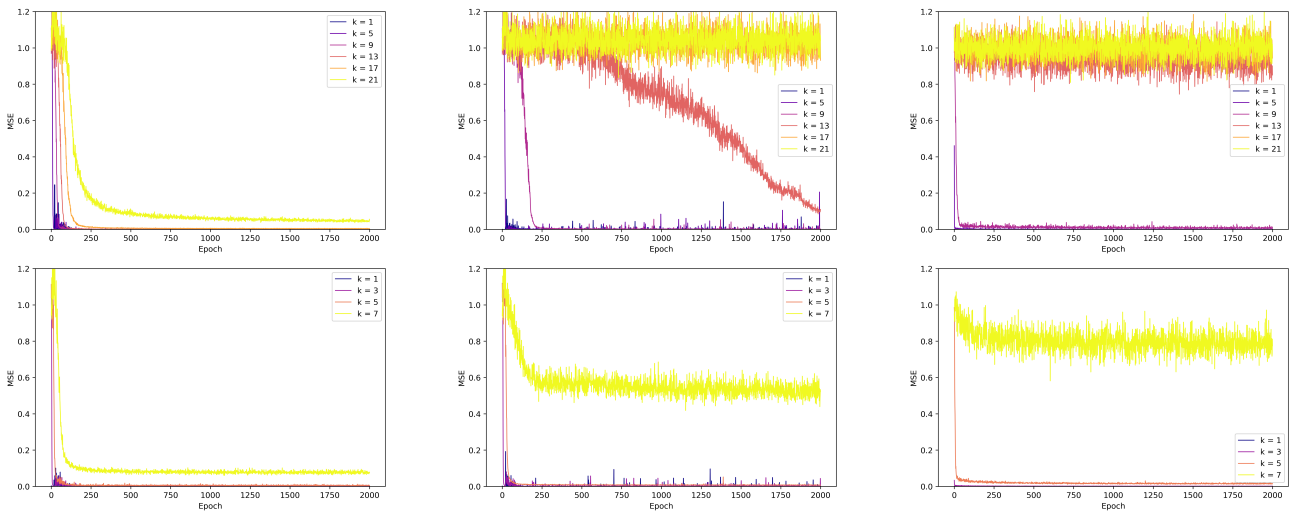 1.2
1.0
0.8
0.6
0.4
0.2
0.0
MSE
0
250
500
750
1000
1250
1500
1750
2000
Epoch
k = 1
k = 5
k = 9
k = 13
k = 17
k = 21
1.2
1.0
0.8
0.6
0.4
0.2
0.0
MSE
0
250
500
750
1000
1250
1500
1750
2000
Epoch
k = 1
k = 5
k = 9
k = 13
k = 17
k = 21
1.2
1.0
0.8
0.6
0.4
0.2
0.0
MSE
0
250
500
750
1000
1250
1500
1750
2000
Epoch
k = 1
k = 5
k = 9
k = 13
k = 17
k = 21
1.2
1.0
0.8
0.6
0.4
0.2
0.0
MSE
0
250
500
750
1000
1250
1500
1750
2000
Epoch
k = 1
k = 3
k = 5
k = 7
1.2
1.0
0.8
0.6
0.4
0.2
0.0
MSE
0
250
500
750
1000
1250
1500
1750
2000
Epoch
k = 1
k = 3
k = 5
k = 7
1.2
1.0
0.8
0.6
0.4
0.2
0.0
MSE
0
250
500
750
1000
1250
1500
1750
2000
Epoch
k = 1
k = 3
k = 5
k = 7